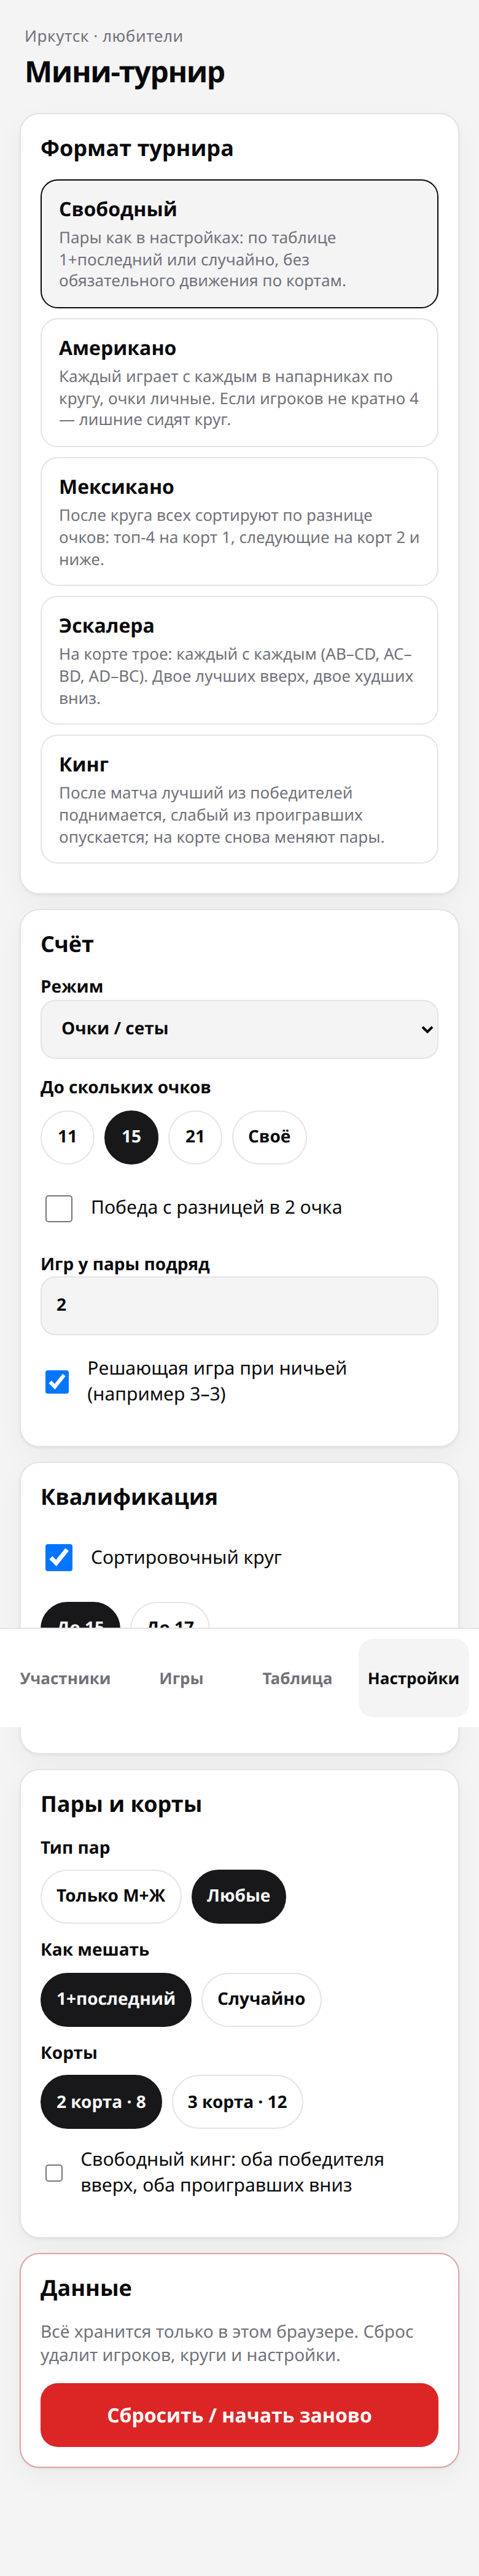 Иркутск · любители
Мини-турнир
Формат турнира
Свободный
Пары как в настройках: по таблице
1+последний или случайно, без
обязательного движения по кортам.
Американо
Каждый играет с каждым в напарниках по
кругу, очки личные. Если игроков не кратно 4
— лишние сидят круг.
Мексикано
После круга всех сортируют по разнице
очков: топ-4 на корт 1, следующие на корт 2 и
ниже.
Эскалера
На корте трое: каждый с каждым (AB–CD, AC–
BD, AD–BC). Двое лучших вверх, двое худших
вниз.
Кинг
После матча лучший из победителей
поднимается, слабый из проигравших
опускается; на корте снова меняют пары.
Счёт
Режим
Очки / сеты
До скольких очков
11 15 21 Своё
Победа с разницей в 2 очка
Игр у пары подряд
2
Решающая игра при ничьей
(например 3–3)
Квалификация
Сортировочный круг
До 15 До 17
Участники Игры Таблица Настройки
Пары и корты
Тип пар
Только М+Ж Любые
Как мешать
1+последний Случайно
Корты
2 корта · 8 3 корта · 12
Свободный кинг: оба победителя
вверх, оба проигравших вниз
Данные
Всё хранится только в этом браузере. Сброс
удалит игроков, круги и настройки.
Сбросить / начать заново